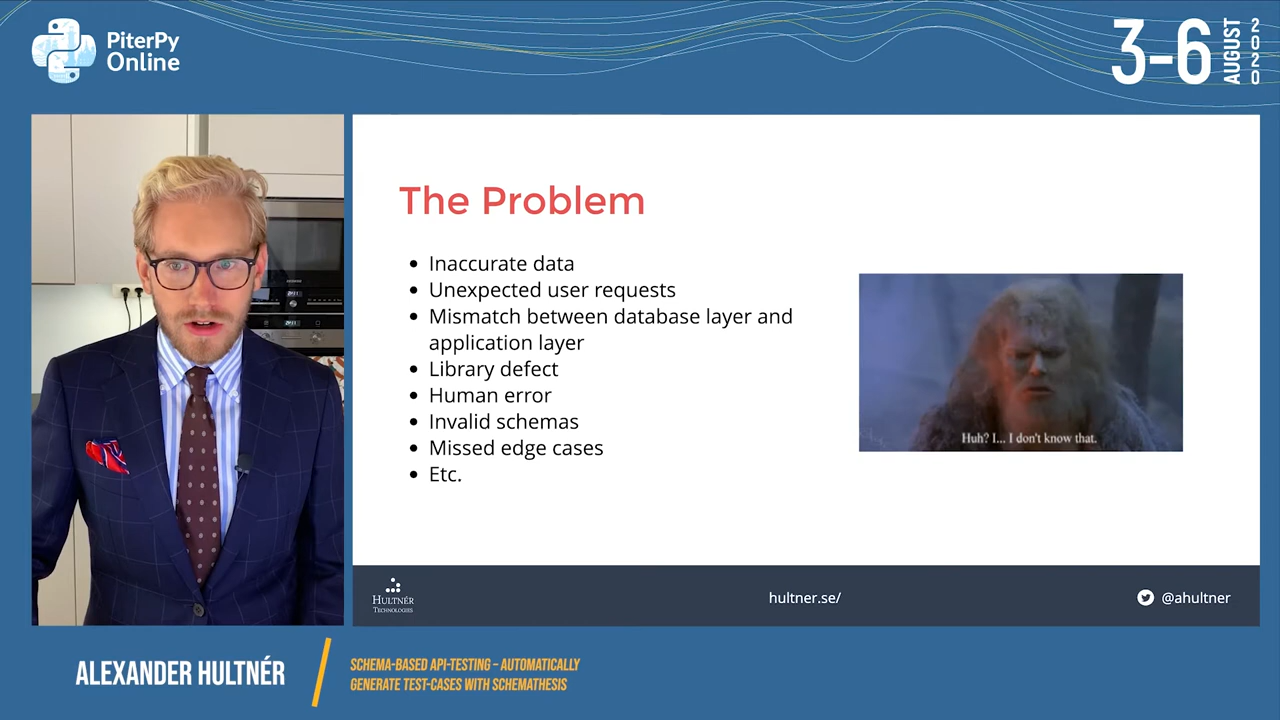 PiterPy
Online
3-6
AUGUST
2020
The Problem
Inaccurate data
Unexpected user requests
Mismatch between database layer and
application layer
Library defect
Human error
Invalid schemas
Missed edge cases
Etc.
Huh? I... I don't know that.
HULTNÉR
TECHNOLOGIES
hultner.se/
@ahultner
ALEXANDER HULTNÉR
SCHEMA-BASED API-TESTING – AUTOMATICALLY
GENERATE TEST-CASES WITH SCHEMATHESIS